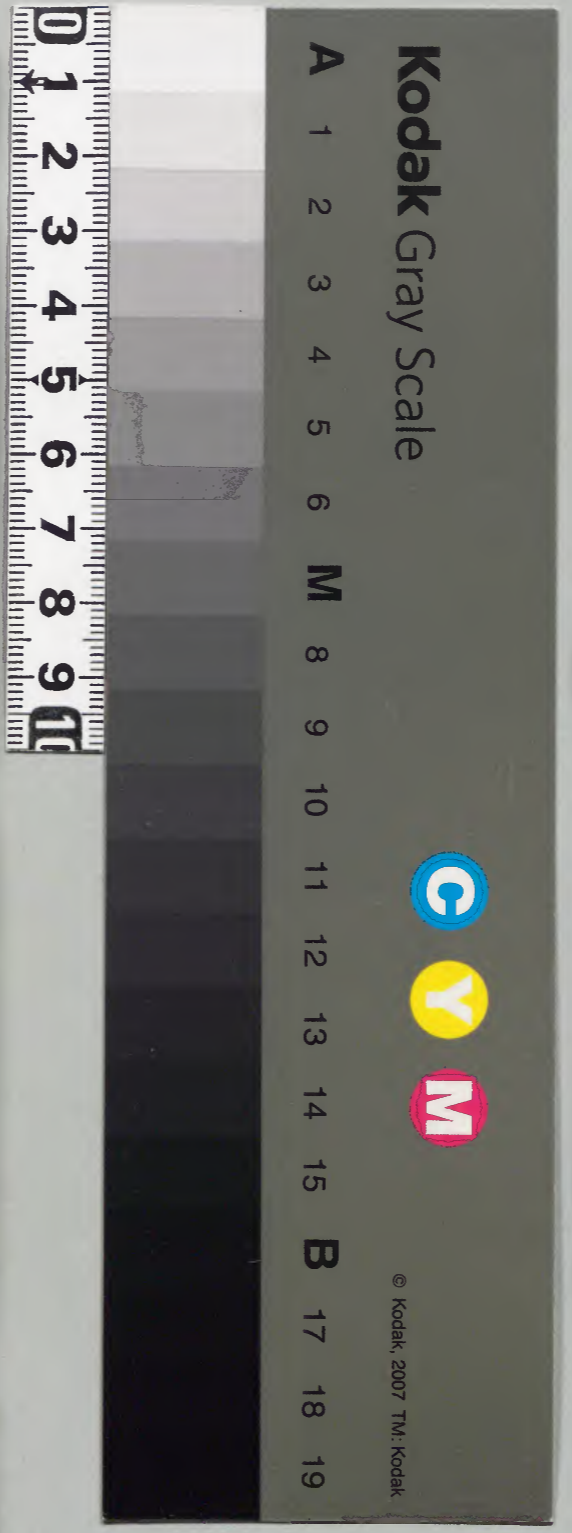 Kodak Gray Scale
C Y M
© Kodak, 2007 TM: Kodak
A 1 2 3 4 5 6 M 8 9 10 11 12 13 14 15 B 17 18 19
0 1 2 3 4 5 6 7 8 9 10